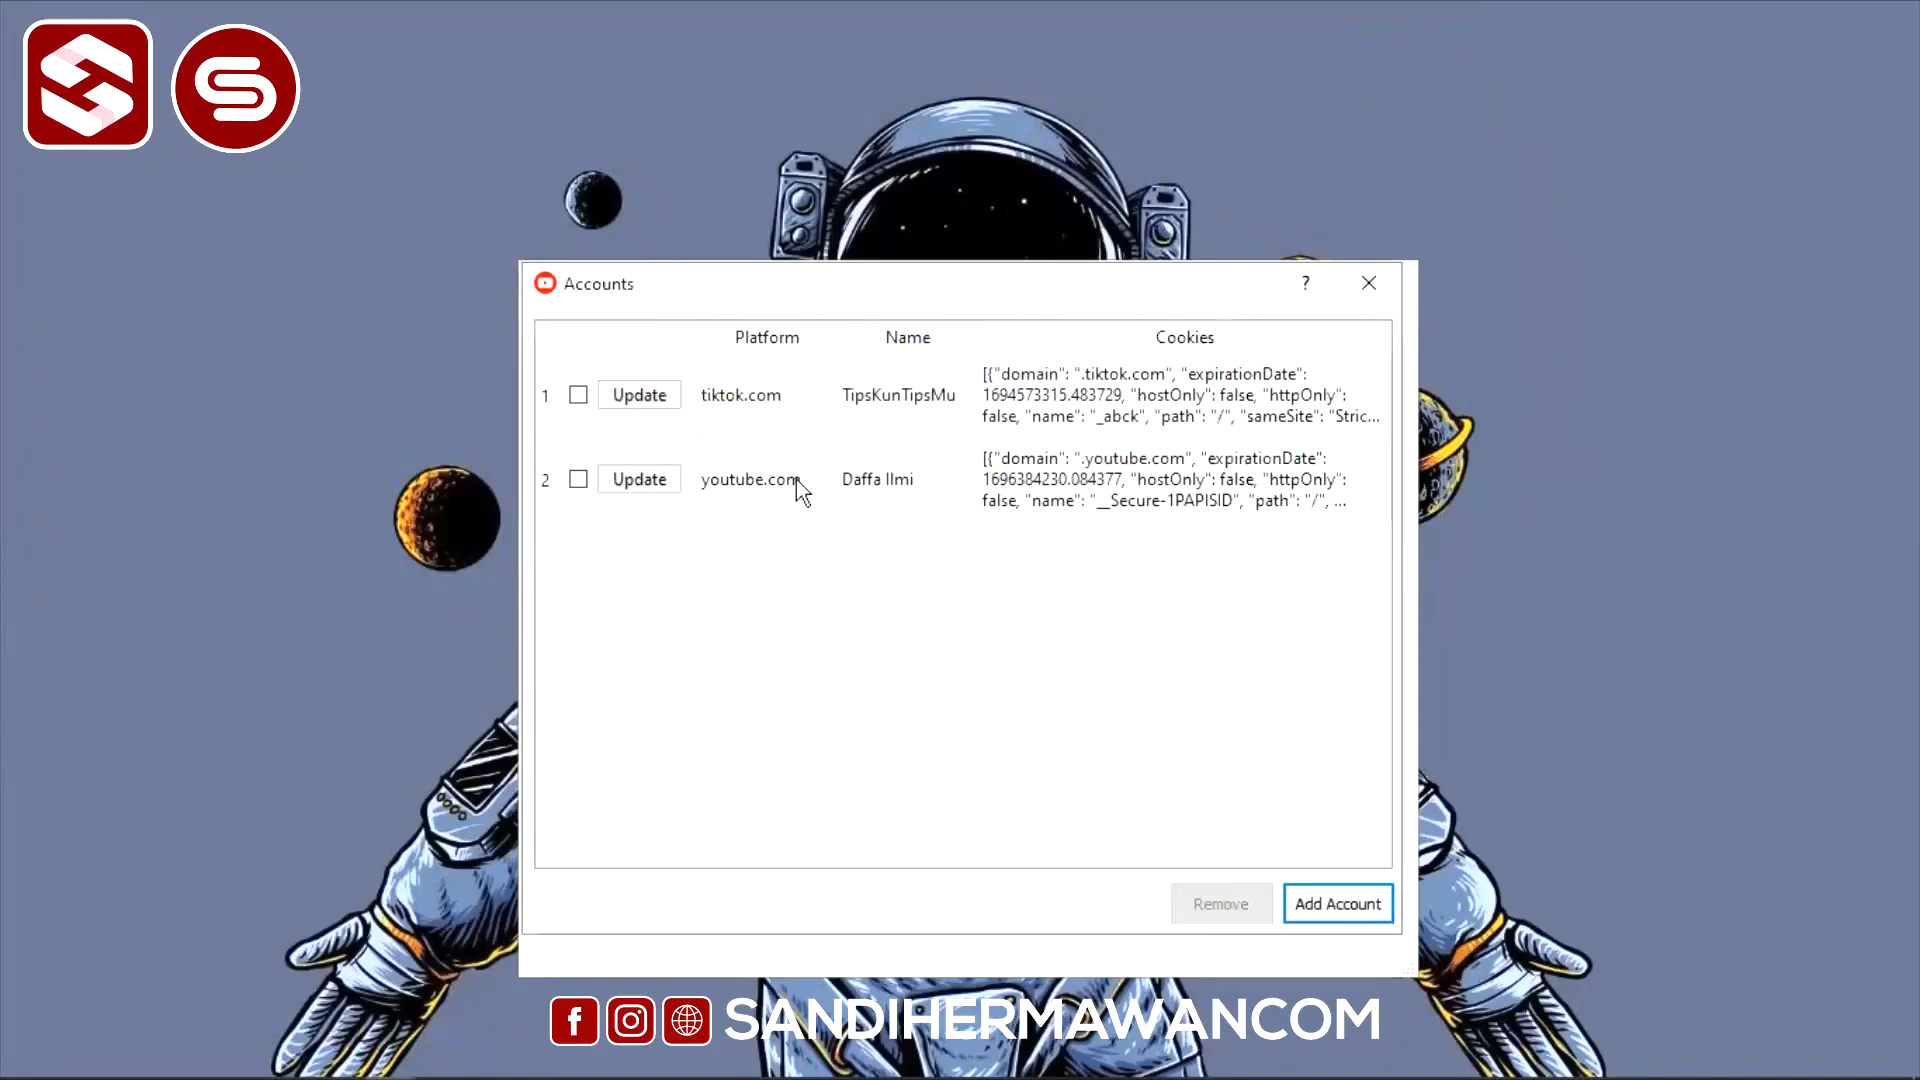 Accounts
?
Platform Name Cookies
1 Update tiktok.com TipsKunTipsMu
[{"domain": ".tiktok.com", "expirationDate":
1694573315.483729, "hostOnly": false, "httpOnly":
false, "name": "_abck", "path": "/", "sameSite": "Stric...
2 Update youtube.com Daffa Ilmi
[{"domain": ".youtube.com", "expirationDate":
1696384230.084377, "hostOnly": false, "httpOnly":
false, "name": "__Secure-1PAPISID", "path": "/", ...
Remove Add Account
SANDIHERMAWANCOM